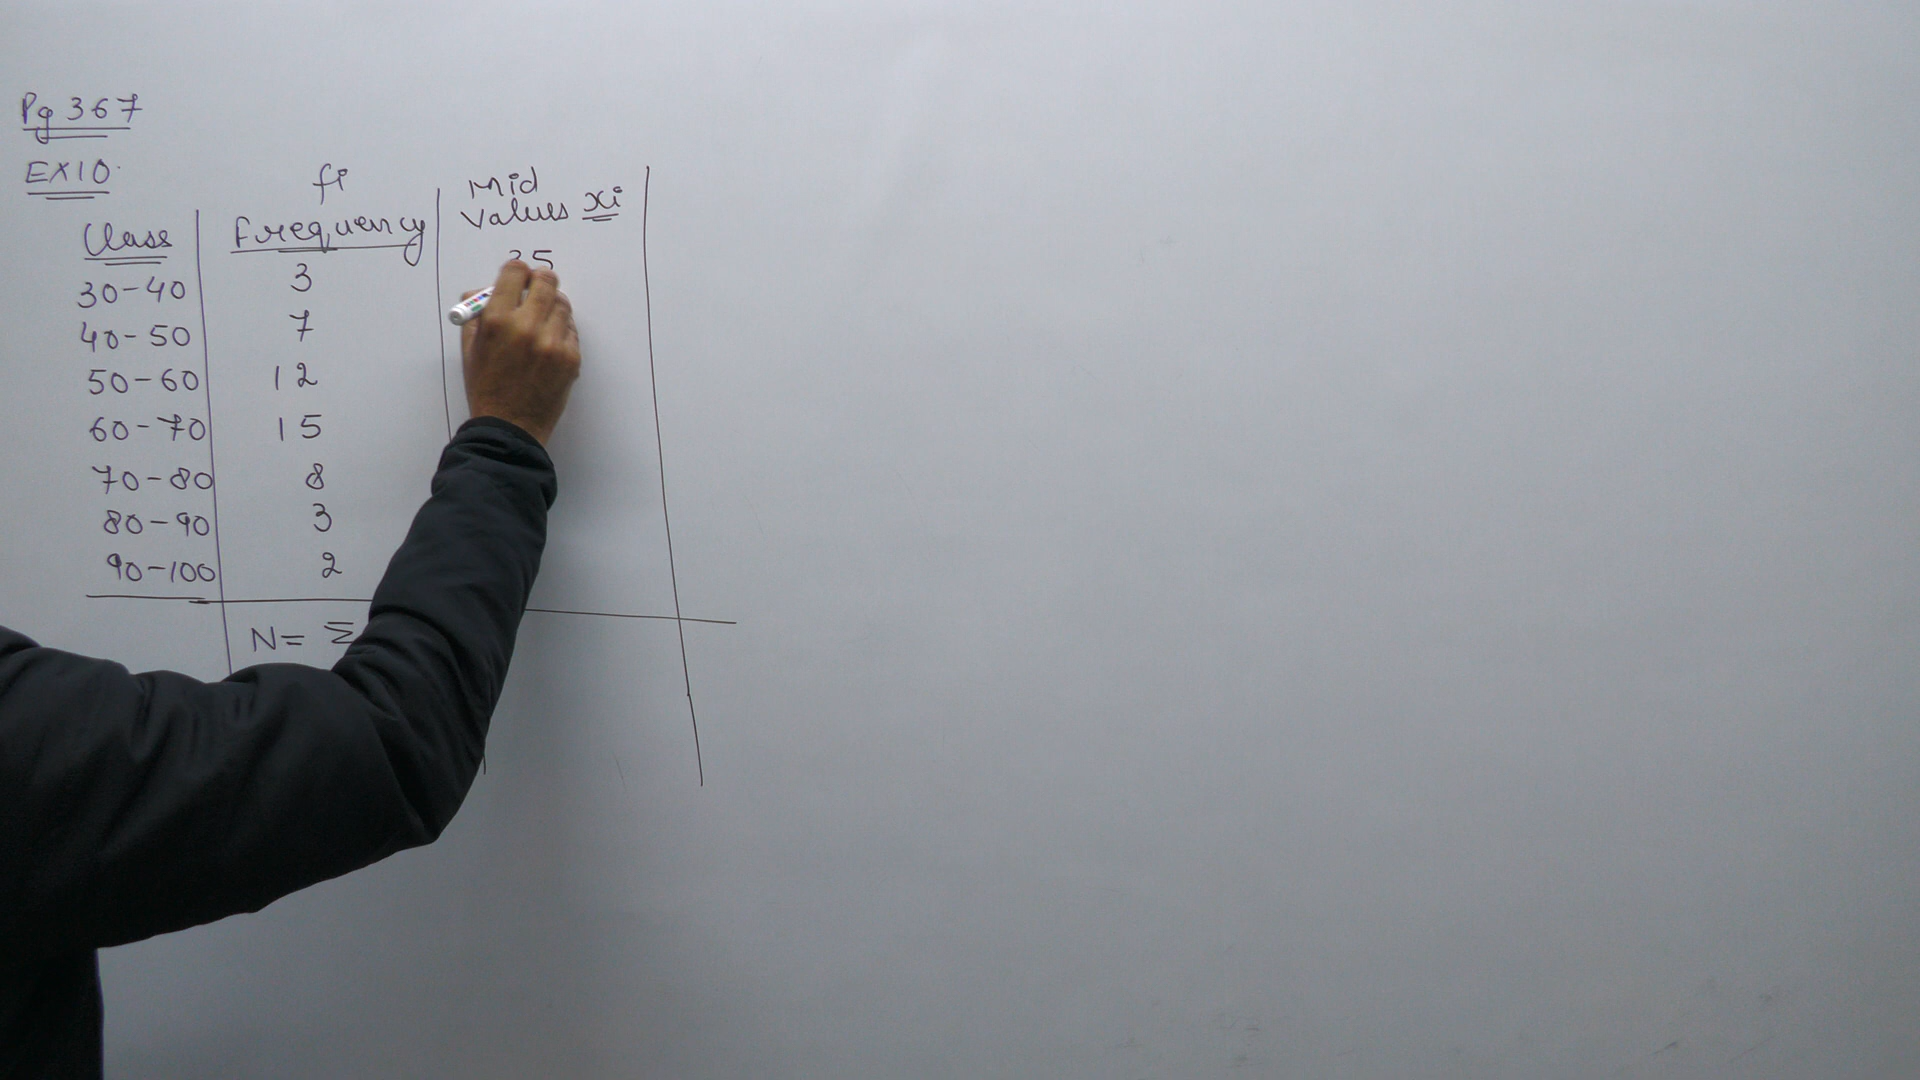 Pg 367
EX10.
Class fi Frequency Mid Values xi
30-40 3 35
40-50 7
50-60 12
60-70 15
70-80 8
80-90 3
90-100 2
N= Σ